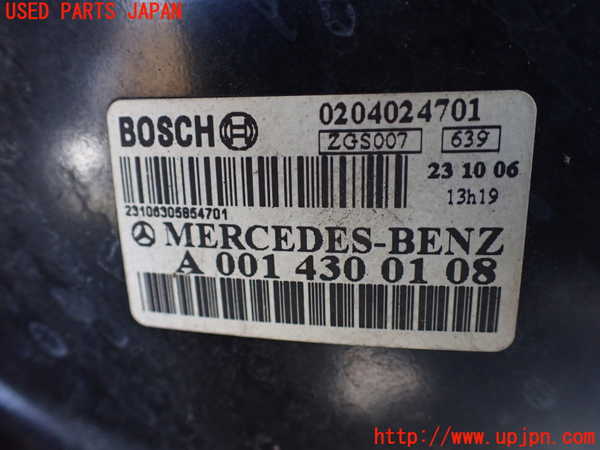 USED PARTS JAPAN
BOSCH
0204024701
ZGS007 639
23 10 06
13h19
23106305854701
MERCEDES-BENZ
A 001 430 01 08
http://www.upjpn.com/